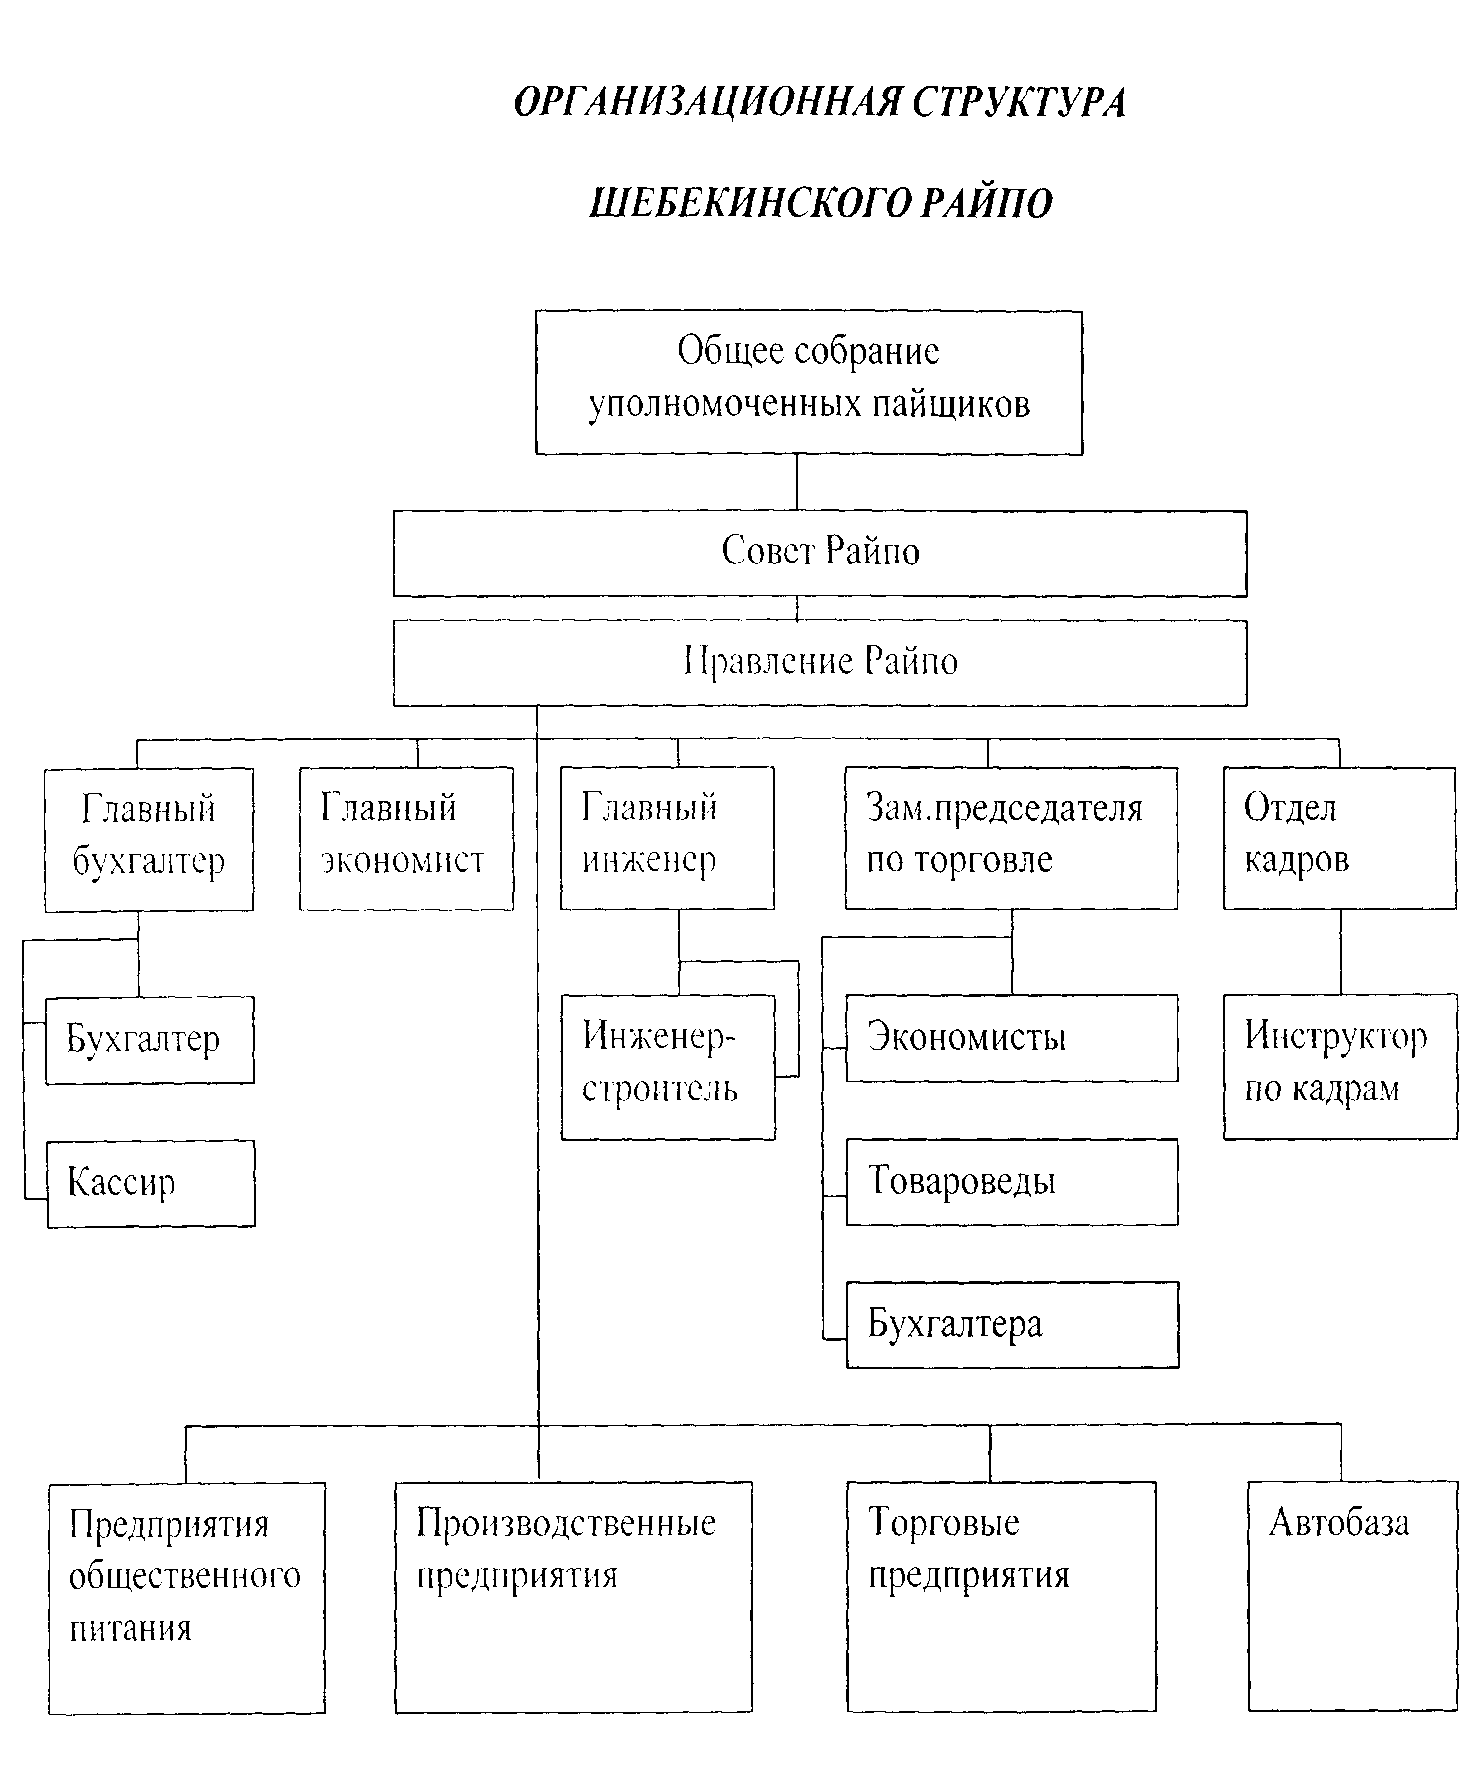 ОРГАНИЗАЦИОННАЯ СТРУКТУРА
ШЕБЕКИНСКОГО РАЙПО
Общее собрание
уполномоченных пайщиков
Совет Райпо
Правление Райпо
Главный
бухгалтер
Главный
экономист
Главный
инженер
Зам.председателя
по торговле
Отдел
кадров
Бухгалтер
Кассир
Инженер-
строитель
Экономисты
Товароведы
Бухгалтера
Инструктор
по кадрам
Предприятия
общественного
питания
Производственные
предприятия
Торговые
предприятия
Автобаза